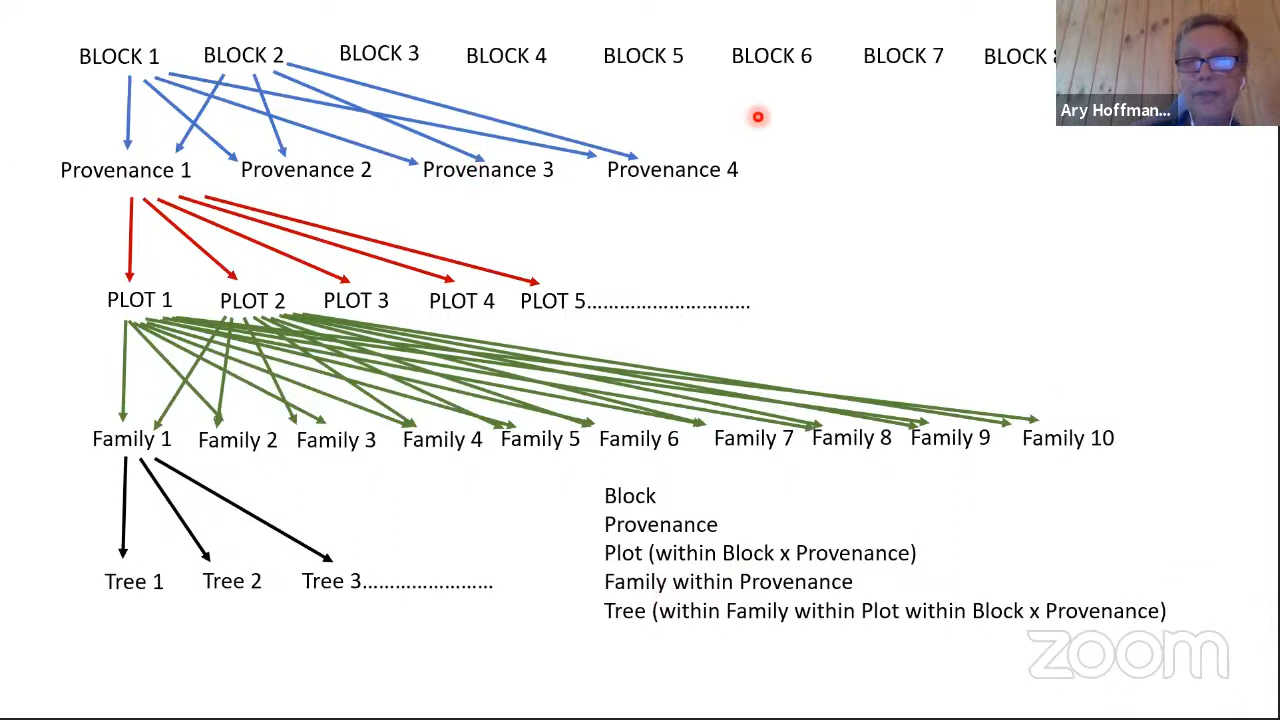 BLOCK 1 BLOCK 2 BLOCK 3 BLOCK 4 BLOCK 5 BLOCK 6 BLOCK 7 BLOCK 8
Ary Hoffman...
Provenance 1 Provenance 2 Provenance 3 Provenance 4
PLOT 1 PLOT 2 PLOT 3 PLOT 4 PLOT 5..............................
Family 1 Family 2 Family 3 Family 4 Family 5 Family 6 Family 7 Family 8 Family 9 Family 10
Tree 1 Tree 2 Tree 3........................
Block
Provenance
Plot (within Block x Provenance)
Family within Provenance
Tree (within Family within Plot within Block x Provenance)
zoom